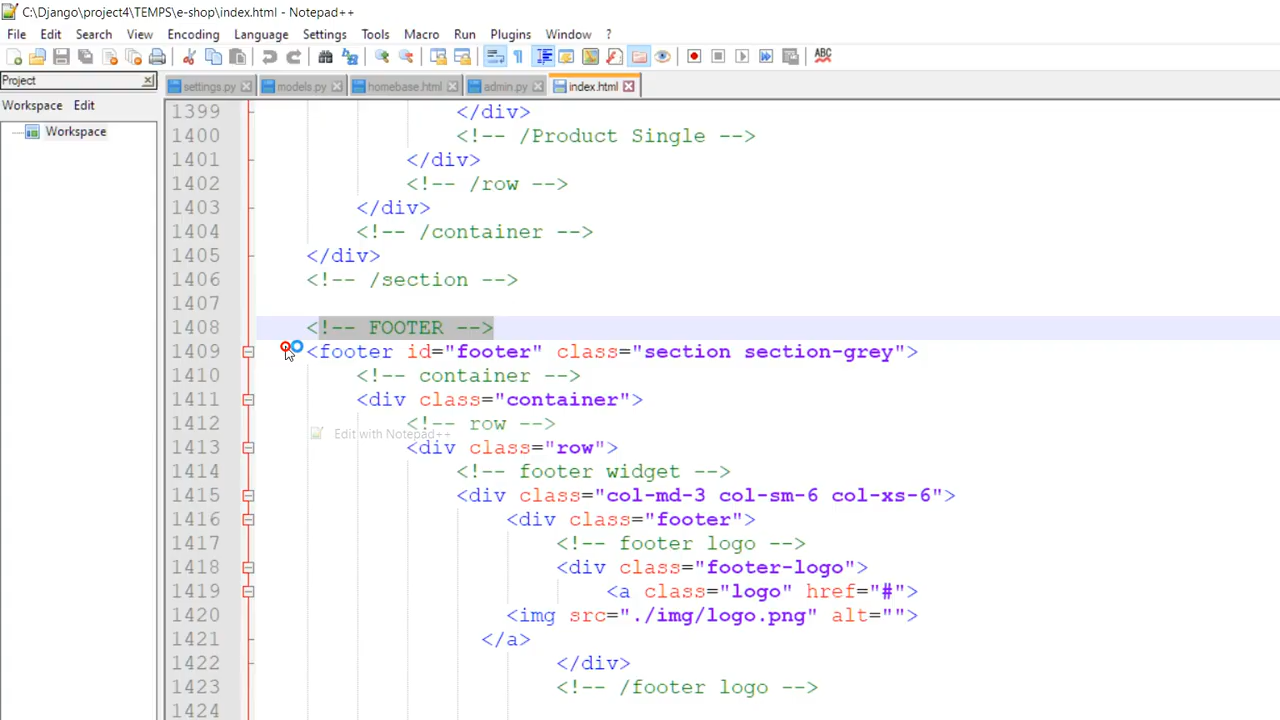 C:\Django\project4\TEMPS\e-shop\index.html - Notepad++
File Edit Search View Encoding Language Settings Tools Macro Run Plugins Window ?
ABC
Project
settings.py models.py homebase.html admin.py index.html
Workspace Edit
Workspace
1399 </div>
1400 <!-- /Product Single -->
1401 </div>
1402 <!-- /row -->
1403 </div>
1404 <!-- /container -->
1405 </div>
1406 <!-- /section -->
1407
1408 <!-- FOOTER -->
1409 <footer id="footer" class="section section-grey">
1410 <!-- container -->
1411 <div class="container">
1412 <!-- row -->
Edit with Notepad++
1413 <div class="row">
1414 <!-- footer widget -->
1415 <div class="col-md-3 col-sm-6 col-xs-6">
1416 <div class="footer">
1417 <!-- footer logo -->
1418 <div class="footer-logo">
1419 <a class="logo" href="#">
1420 <img src="./img/logo.png" alt="">
1421 </a>
1422 </div>
1423 <!-- /footer logo -->
1424